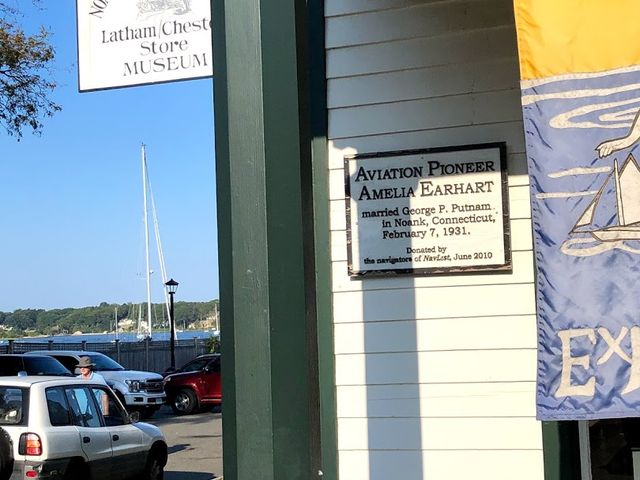 Latham/Chester
Store
MUSEUM
AVIATION PIONEER
AMELIA EARHART
married George P. Putnam
in Noank, Connecticut,
February 7, 1931.
Donated by
the navigators of NavList, June 2010